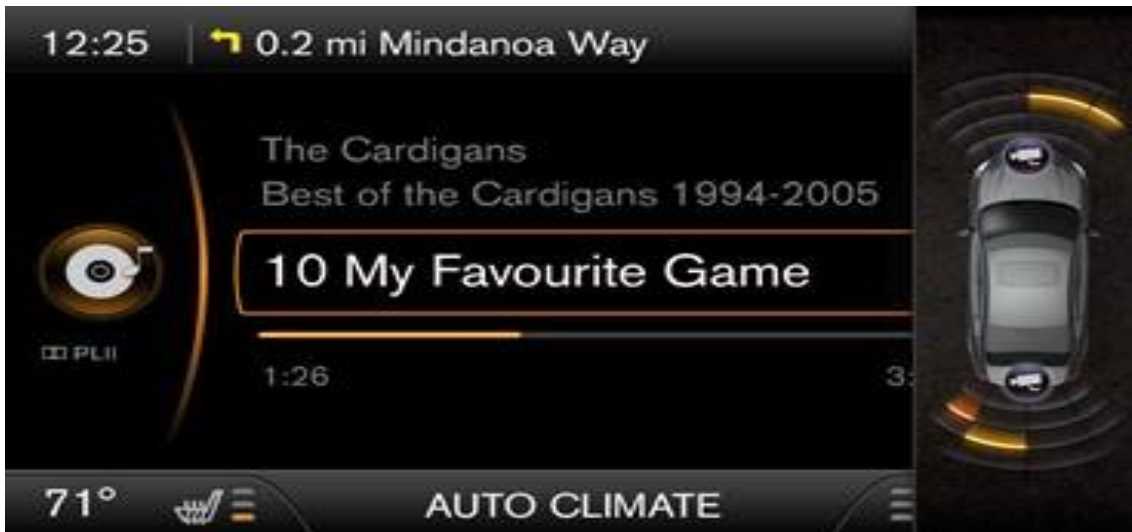 12:25 0.2 mi Mindanoa Way
The Cardigans
Best of the Cardigans 1994-2005
10 My Favourite Game
PLII
1:26 3:
71° AUTO CLIMATE